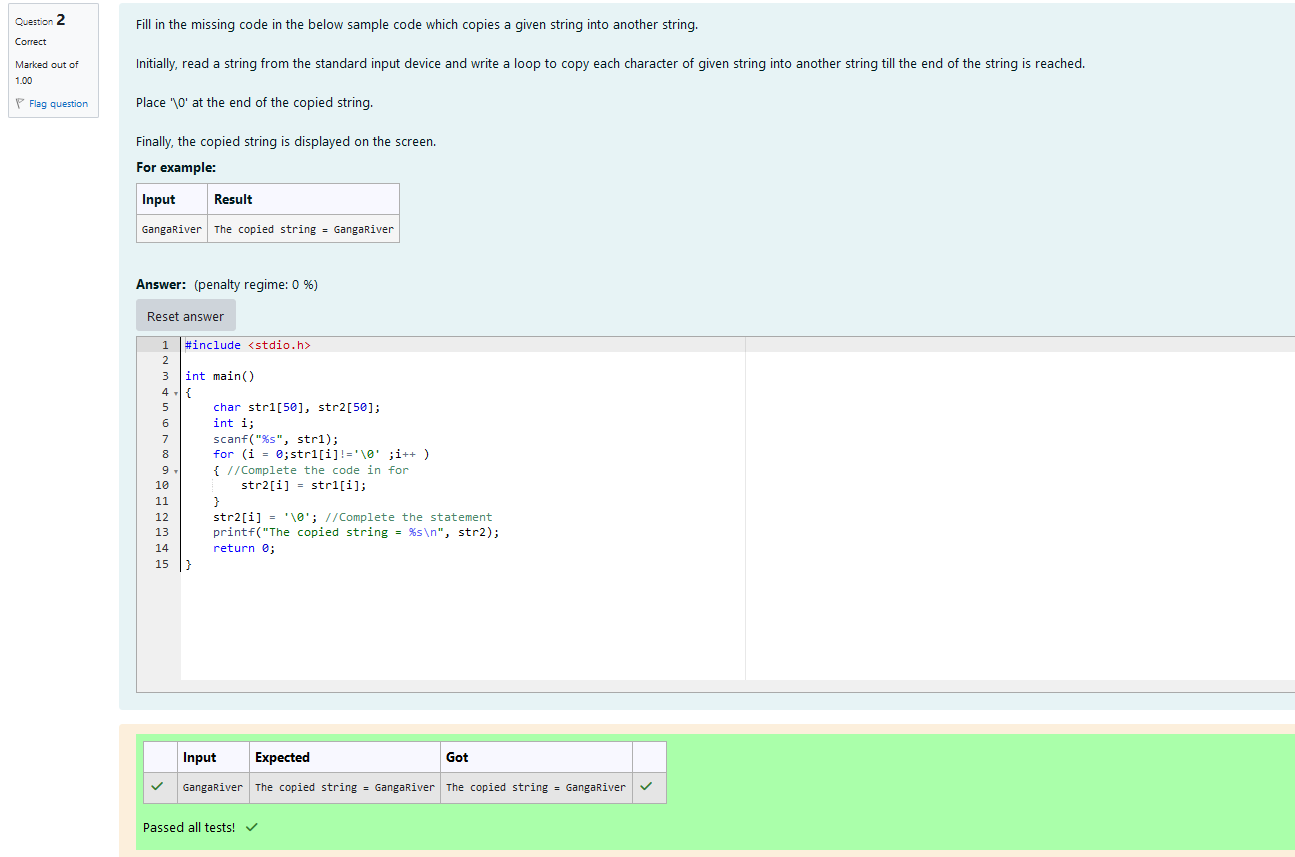 Question 2
Correct
Marked out of
1.00
Flag question
Fill in the missing code in the below sample code which copies a given string into another string.
Initially, read a string from the standard input device and write a loop to copy each character of given string into another string till the end of the string is reached.
Place '\0' at the end of the copied string.
Finally, the copied string is displayed on the screen.
For example:
Input Result
GangaRiver The copied string = GangaRiver
Answer: (penalty regime: 0 %)
Reset answer
1 #include <stdio.h>
2
3 int main()
4 {
5     char str1[50], str2[50];
6     int i;
7     scanf("%s", str1);
8     for (i = 0;str1[i]!='\0' ;i++ )
9     { //Complete the code in for
10         str2[i] = str1[i];
11     }
12     str2[i] = '\0'; //Complete the statement
13     printf("The copied string = %s\n", str2);
14     return 0;
15 }
Input Expected Got
GangaRiver The copied string = GangaRiver The copied string = GangaRiver
Passed all tests!